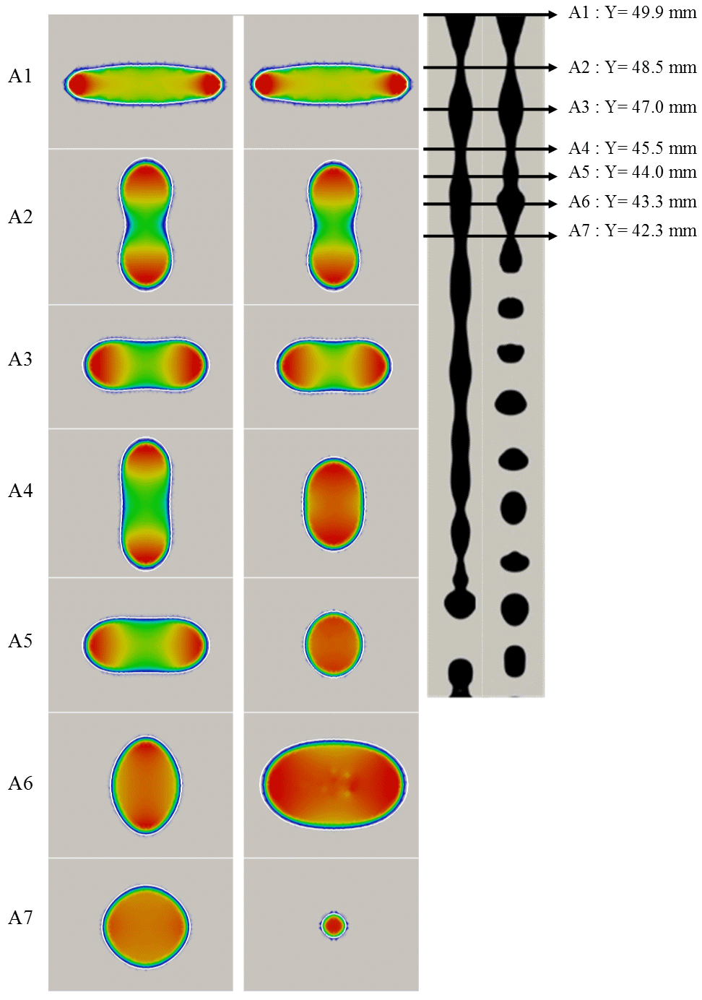 A1
A2
A3
A4
A5
A6
A7
A1 : Y= 49.9 mm
A2 : Y= 48.5 mm
A3 : Y= 47.0 mm
A4 : Y= 45.5 mm
A5 : Y= 44.0 mm
A6 : Y= 43.3 mm
A7 : Y= 42.3 mm